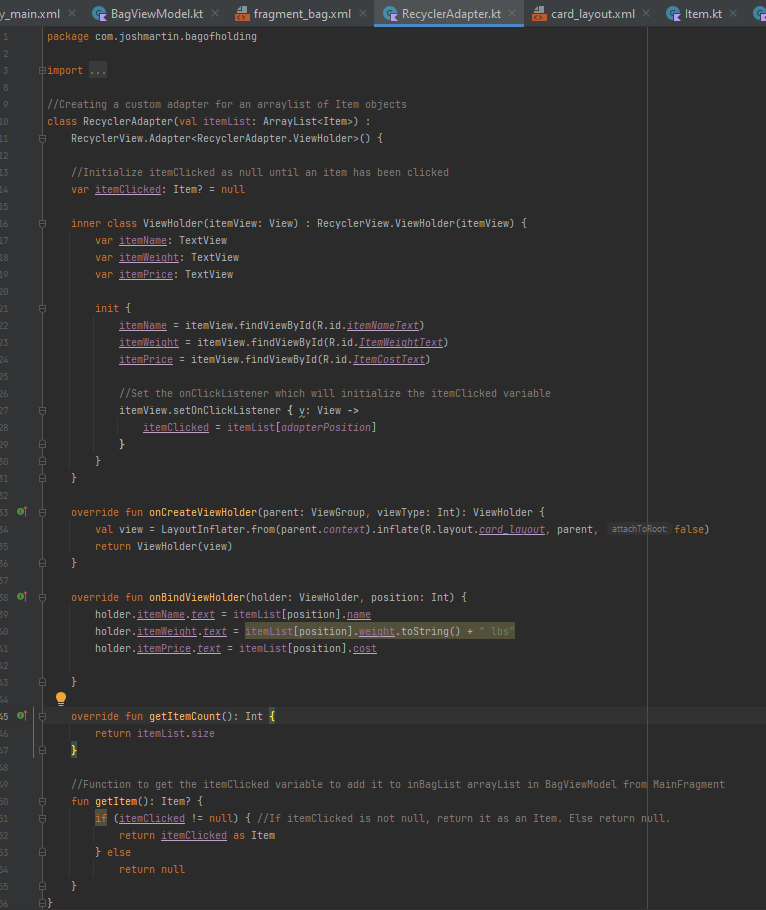 y_main.xml × BagViewModel.kt × fragment_bag.xml × RecyclerAdapter.kt × card_layout.xml × Item.kt ×
1 package com.joshmartin.bagofholding
2
3 import ...
8
9 //Creating a custom adapter for an arraylist of Item objects
10 class RecyclerAdapter(val itemList: ArrayList<Item>) :
11 RecyclerView.Adapter<RecyclerAdapter.ViewHolder>() {
12
13 //Initialize itemClicked as null until an item has been clicked
14 var itemClicked: Item? = null
15
16 inner class ViewHolder(itemView: View) : RecyclerView.ViewHolder(itemView) {
17 var itemName: TextView
18 var itemWeight: TextView
19 var itemPrice: TextView
20
21 init {
22 itemName = itemView.findViewById(R.id.itemNameText)
23 itemWeight = itemView.findViewById(R.id.ItemWeightText)
24 itemPrice = itemView.findViewById(R.id.ItemCostText)
25
26 //Set the onClickListener which will initialize the itemClicked variable
27 itemView.setOnClickListener { v: View ->
28 itemClicked = itemList[adapterPosition]
29 }
30 }
31 }
32
33 override fun onCreateViewHolder(parent: ViewGroup, viewType: Int): ViewHolder {
34 val view = LayoutInflater.from(parent.context).inflate(R.layout.card_layout, parent, attachToRoot: false)
35 return ViewHolder(view)
36 }
37
38 override fun onBindViewHolder(holder: ViewHolder, position: Int) {
39 holder.itemName.text = itemList[position].name
40 holder.itemWeight.text = itemList[position].weight.toString() + " lbs"
41 holder.itemPrice.text = itemList[position].cost
42
43 }
44
45 override fun getItemCount(): Int {
46 return itemList.size
47 }
48
49 //Function to get the itemClicked variable to add it to inBagList arrayList in BagViewModel from MainFragment
50 fun getItem(): Item? {
51 if (itemClicked != null) { //If itemClicked is not null, return it as an Item. Else return null.
52 return itemClicked as Item
53 } else
54 return null
55 }
56 }